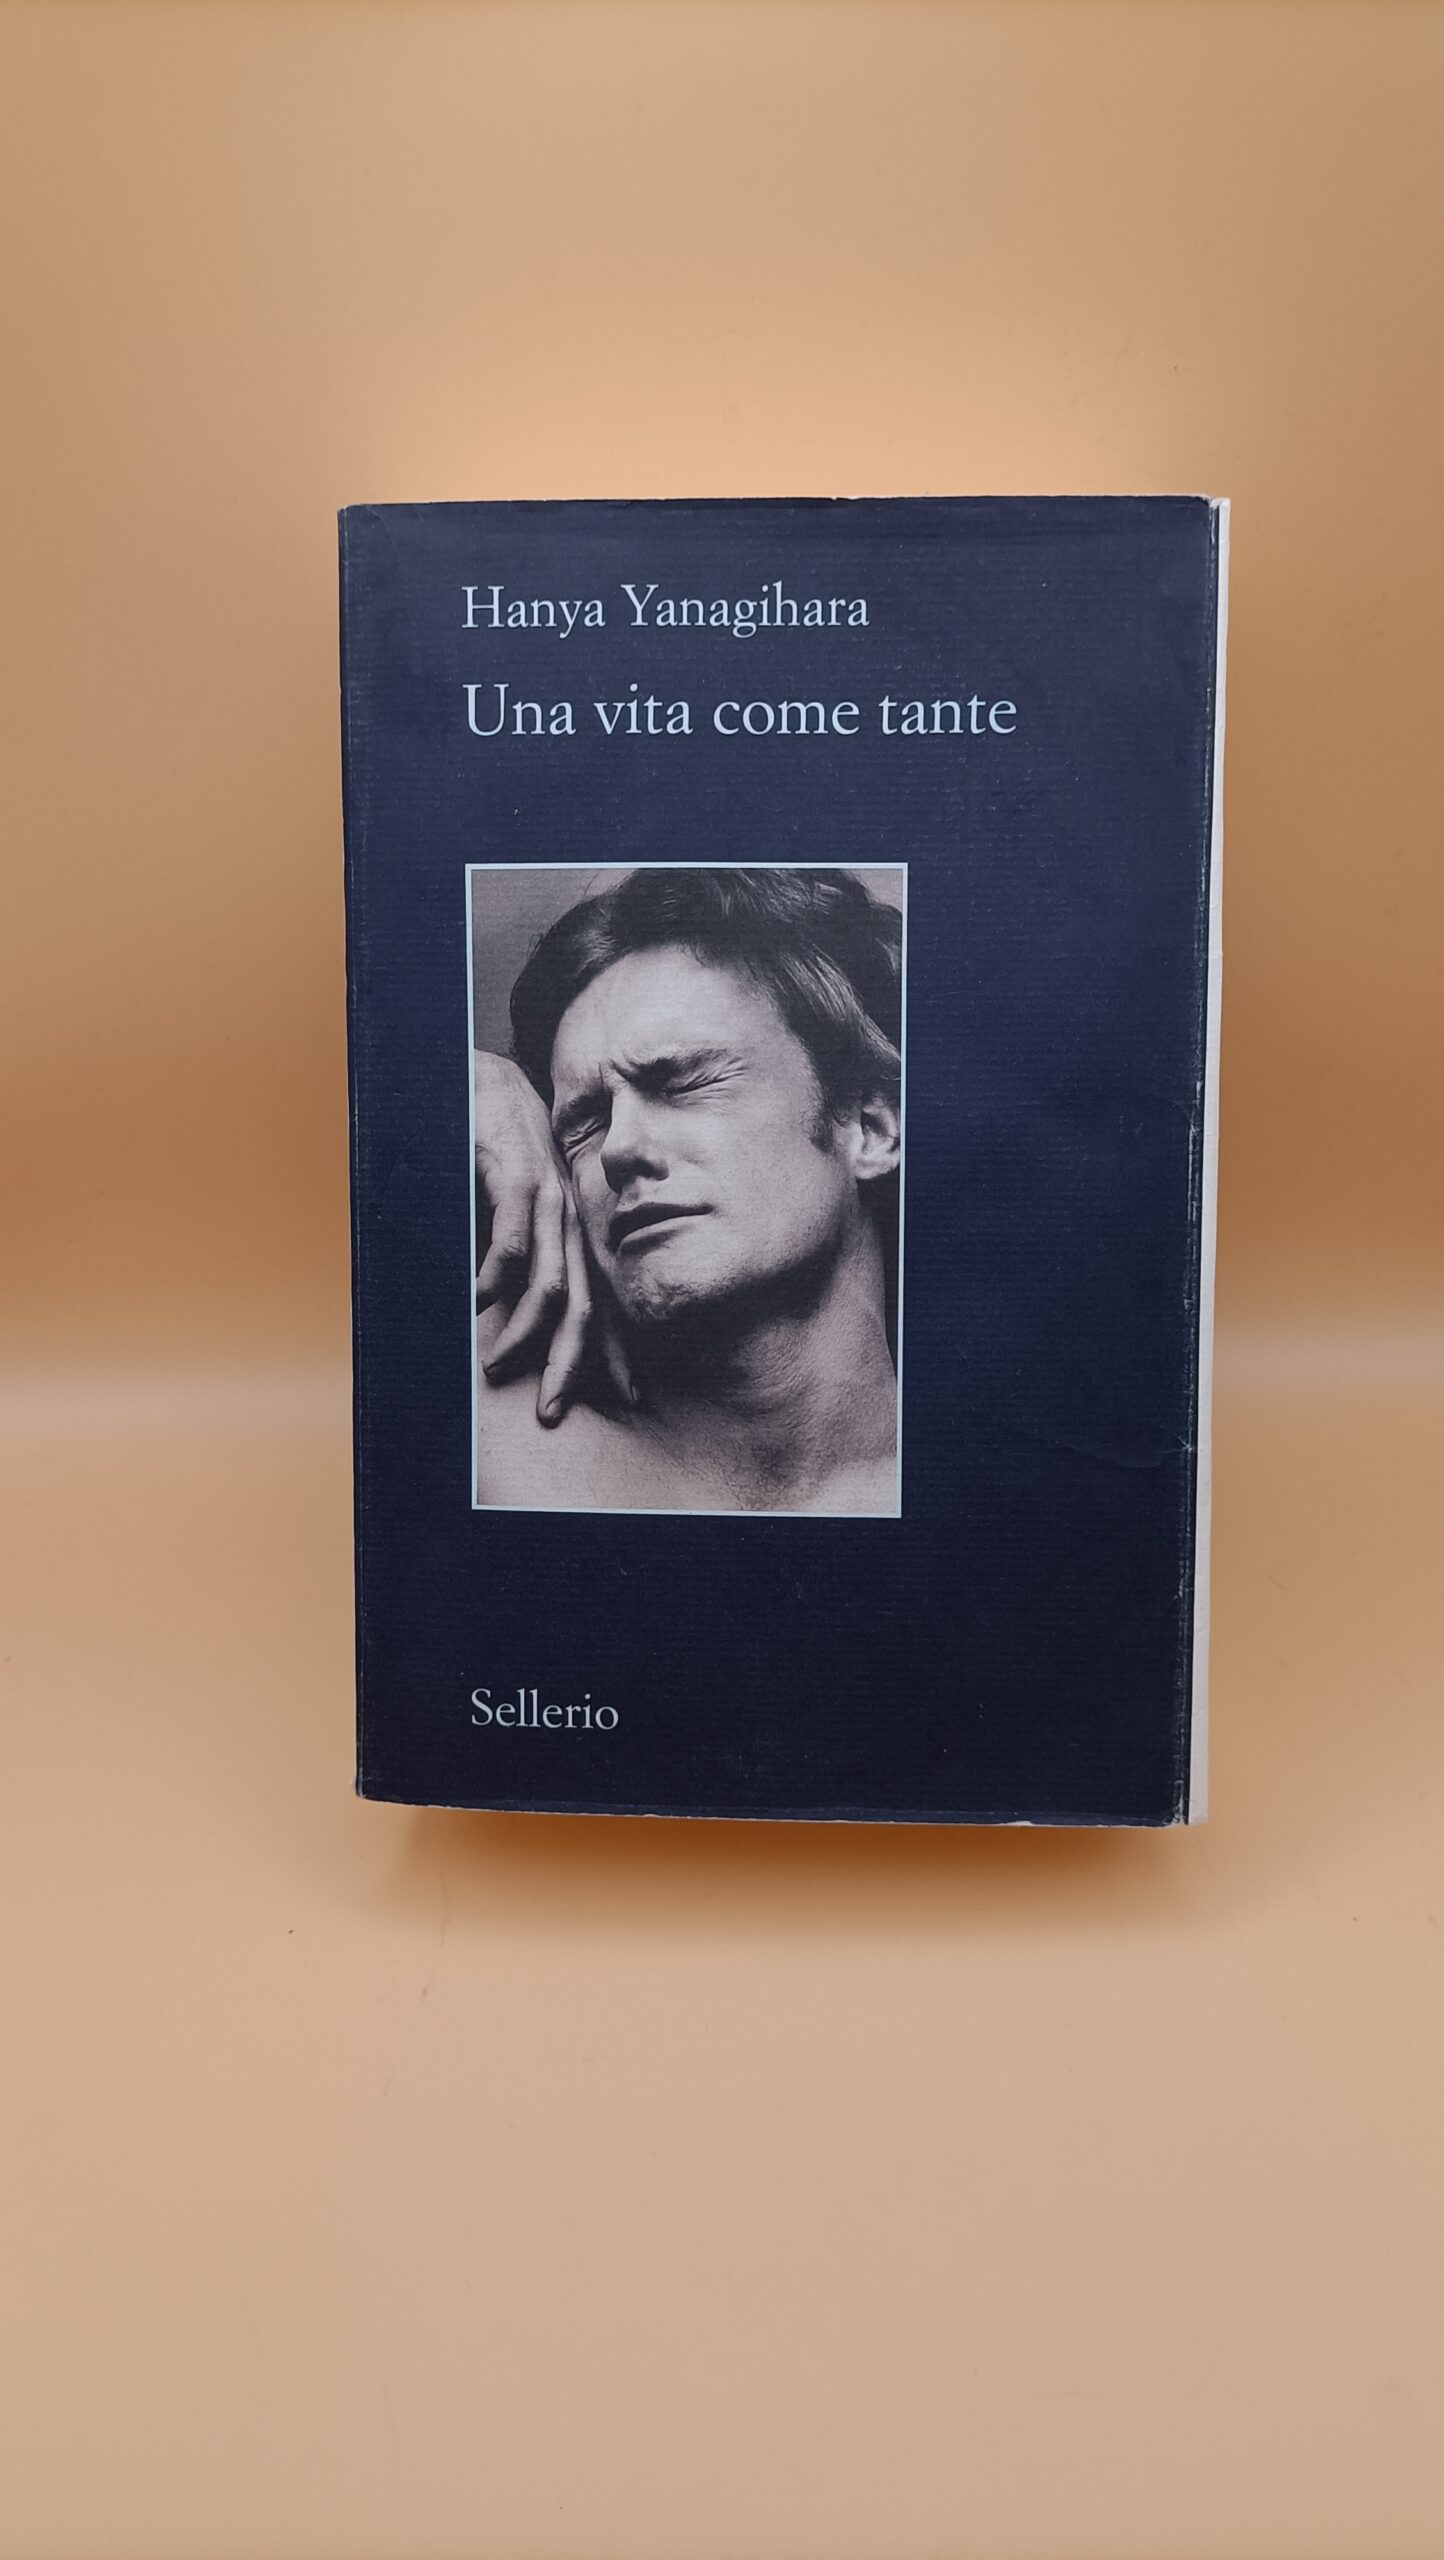 Hanya Yanagihara
Una vita come tante
Sellerio